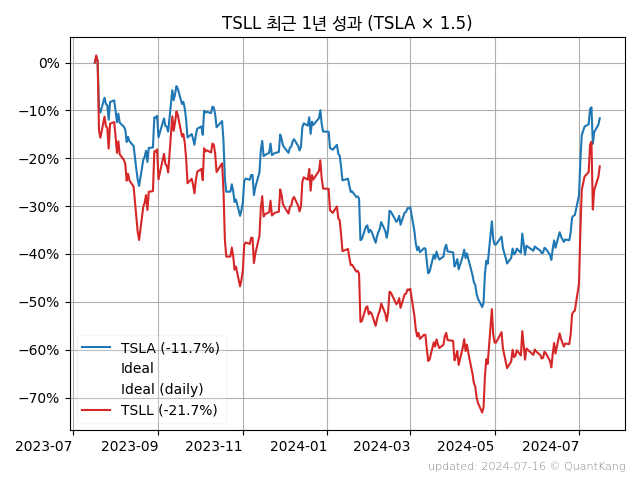 TSLL 최근 1년 성과 (TSLA × 1.5)
0%
−10%
−20%
−30%
−40%
−50%
−60%
−70%
TSLA (-11.7%)
Ideal
Ideal (daily)
TSLL (-21.7%)
2023-07
2023-09
2023-11
2024-01
2024-03
2024-05
2024-07
updated: 2024-07-16 © QuantKang